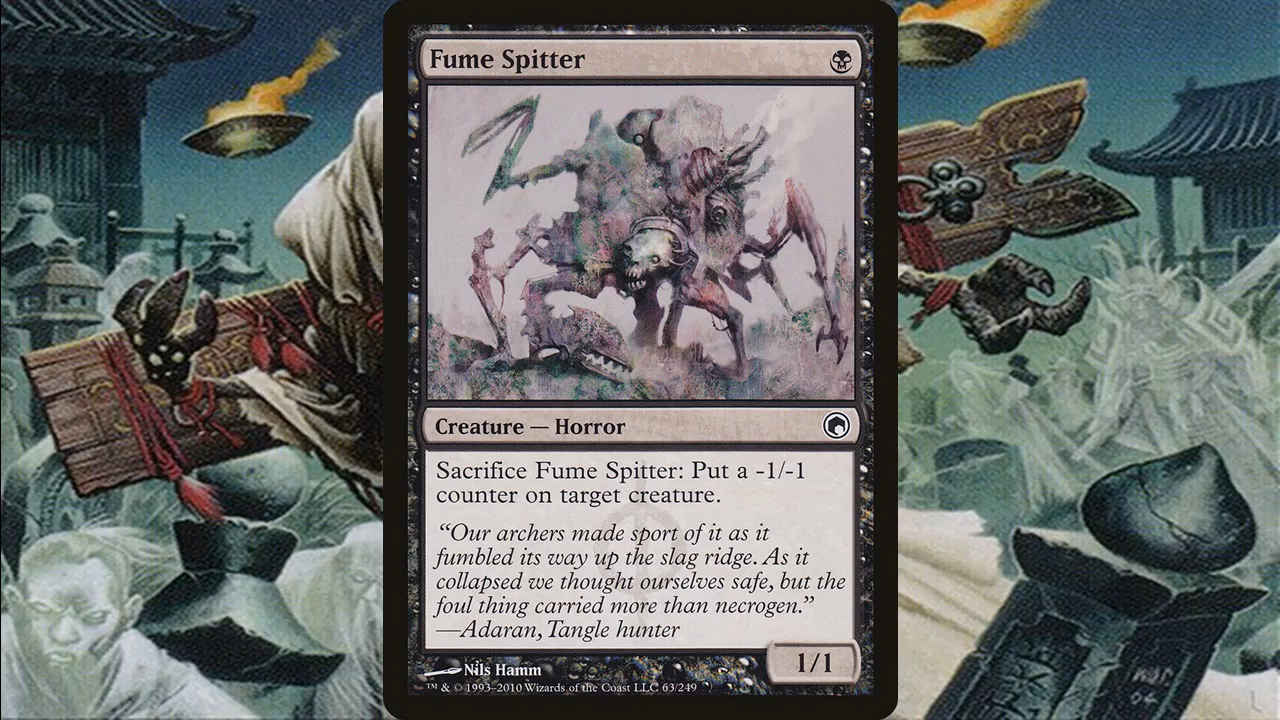 Fume Spitter
Creature — Horror
Sacrifice Fume Spitter: Put a -1/-1
counter on target creature.
“Our archers made sport of it as it
fumbled its way up the slag ridge. As it
collapsed we thought ourselves safe, but the
foul thing carried more than necrogen.”
—Adaran, Tangle hunter
1/1
Nils Hamm
™ & © 1993–2010 Wizards of the Coast LLC 63/249